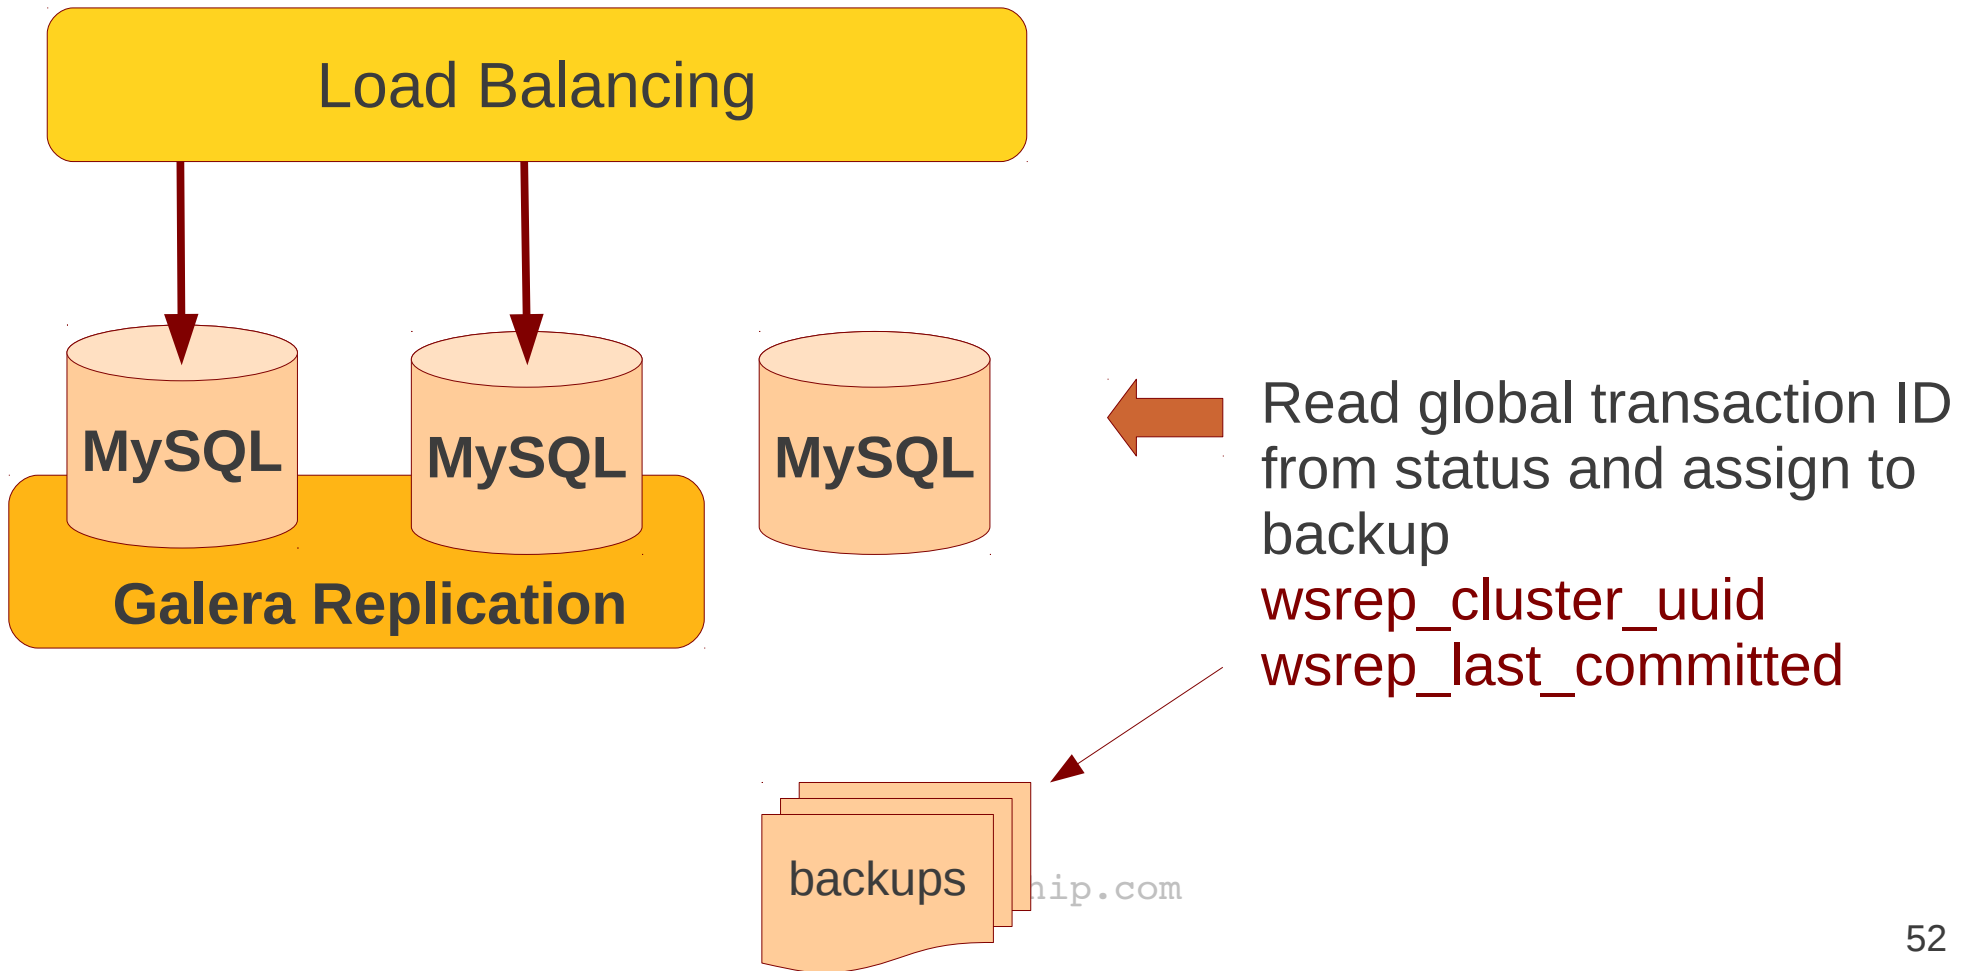 Load Balancing
MySQL
MySQL
MySQL
Read global transaction ID
from status and assign to
backup
wsrep_cluster_uuid
wsrep_last_committed
Galera Replication
backups
.com
52